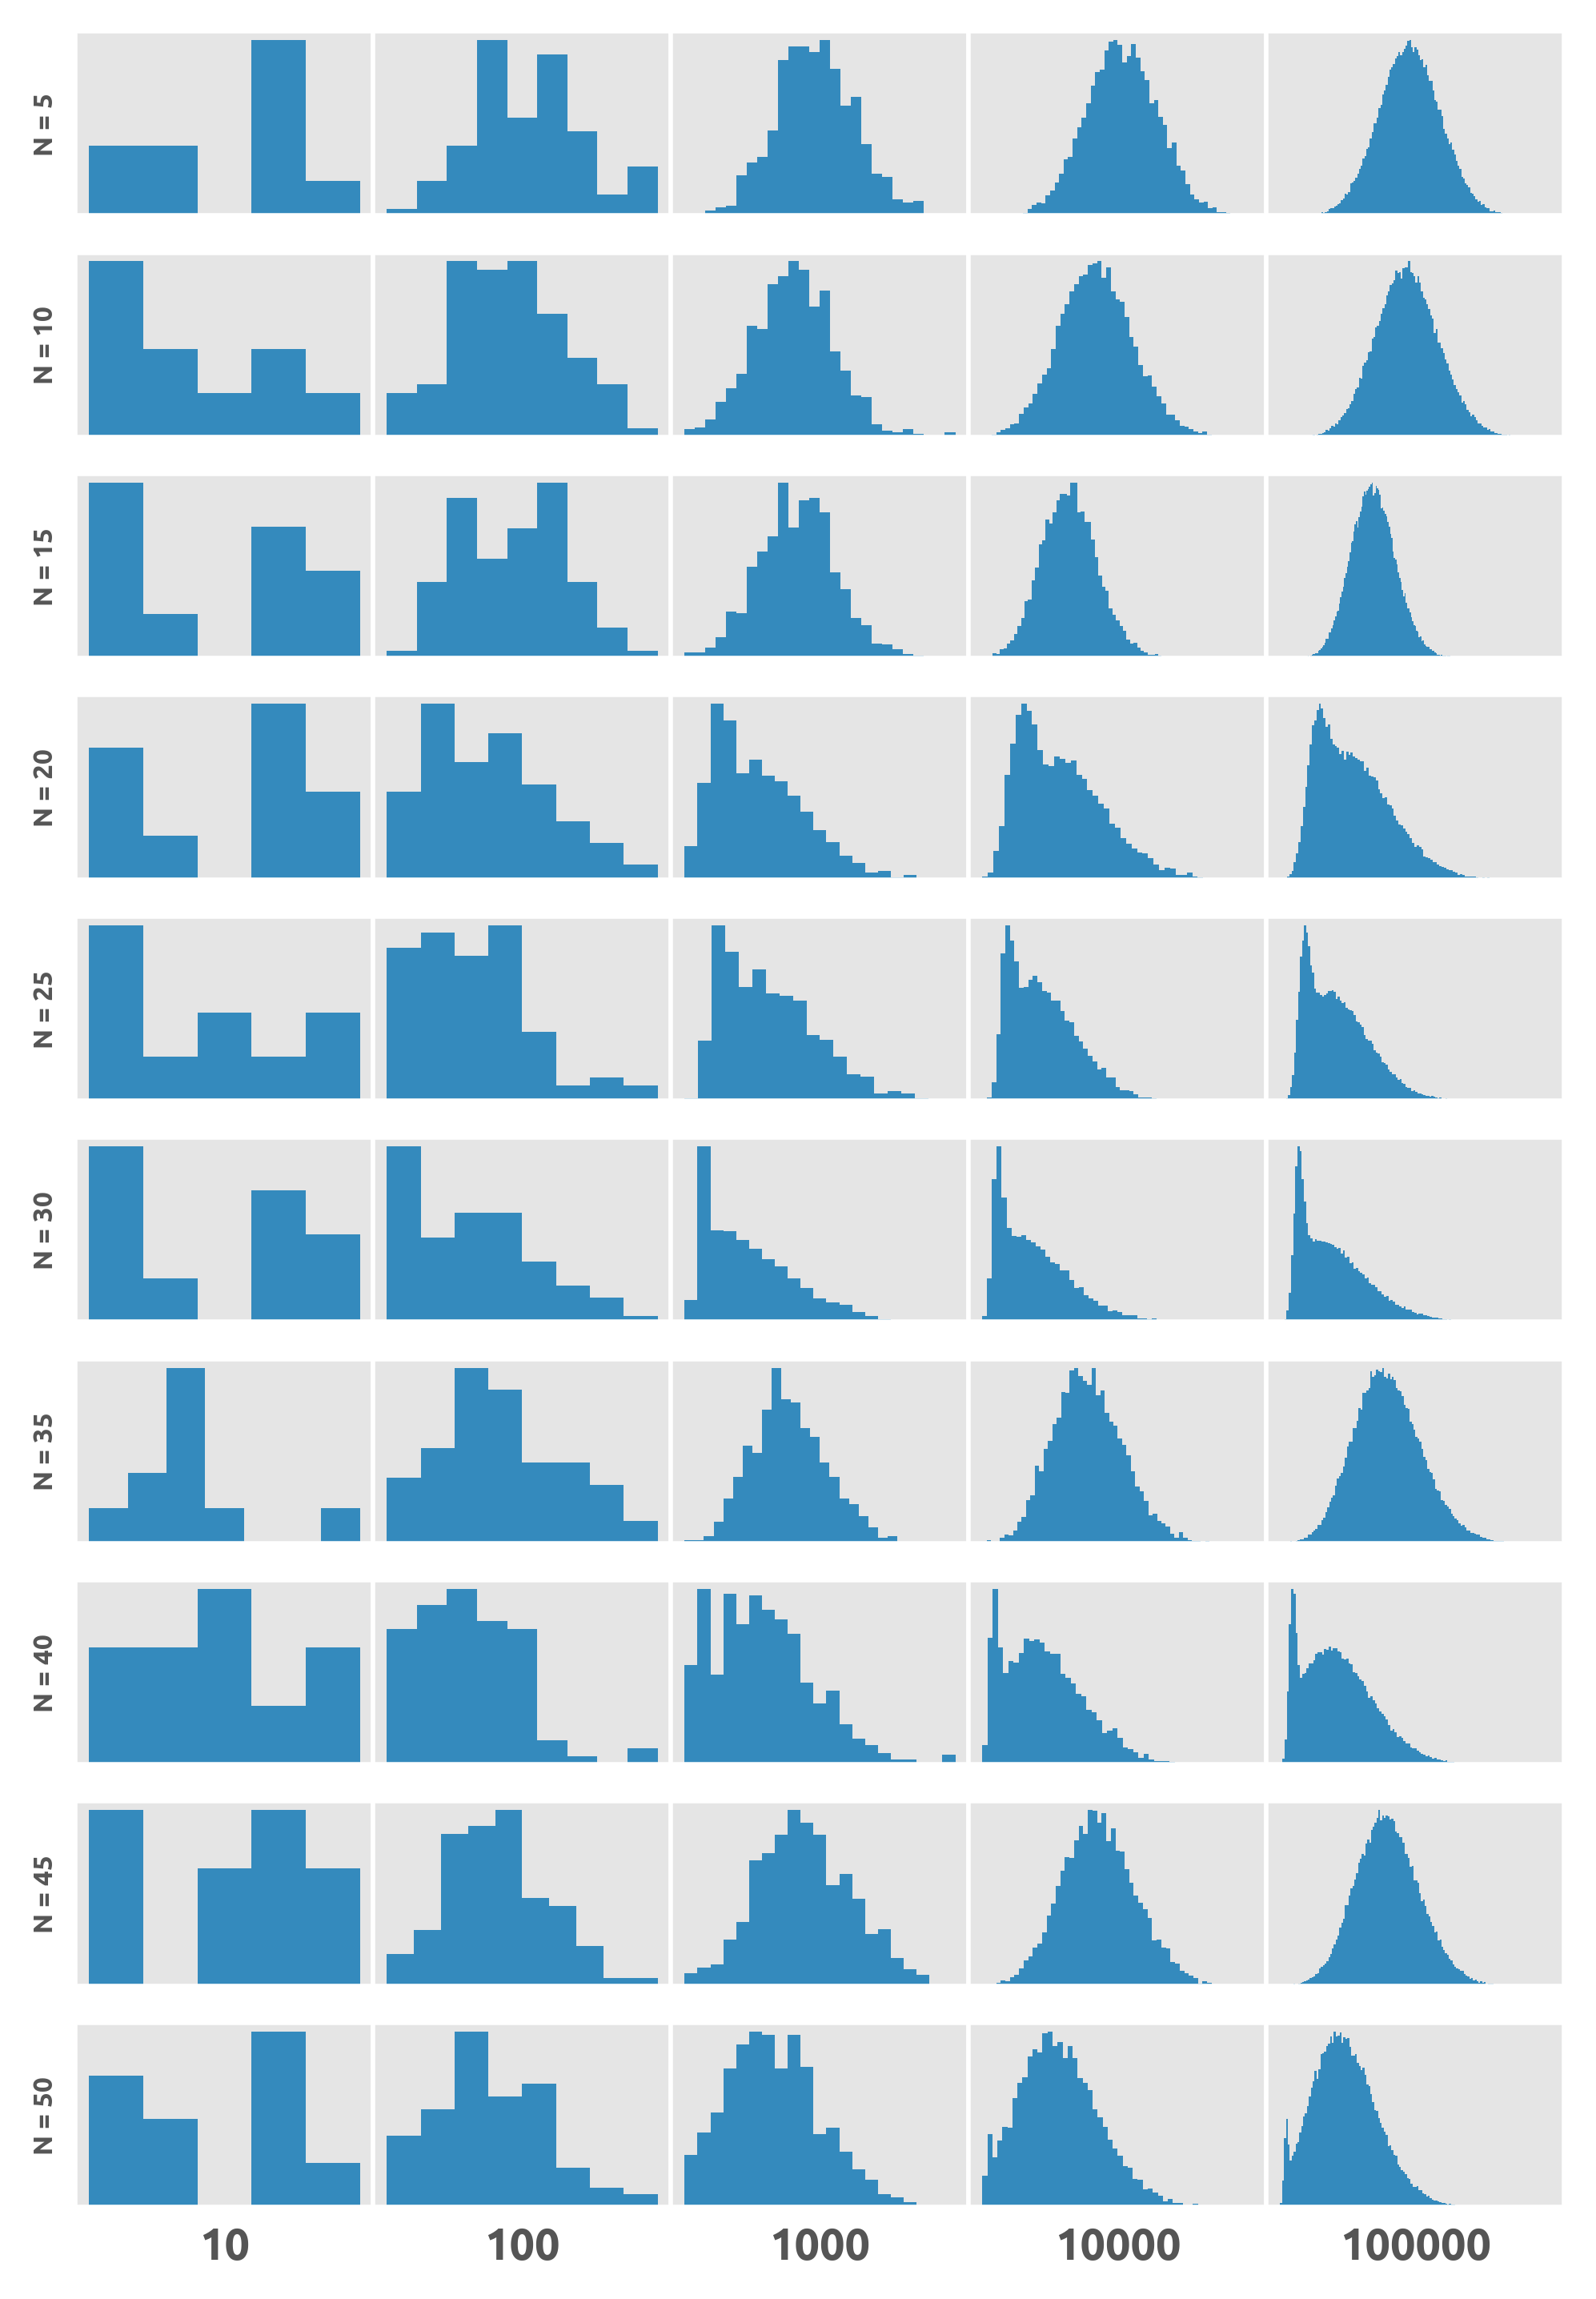 N = 5
N = 10
N = 15
N = 20
N = 25
N = 30
N = 35
N = 40
N = 45
N = 50
10 100 1000 10000 100000